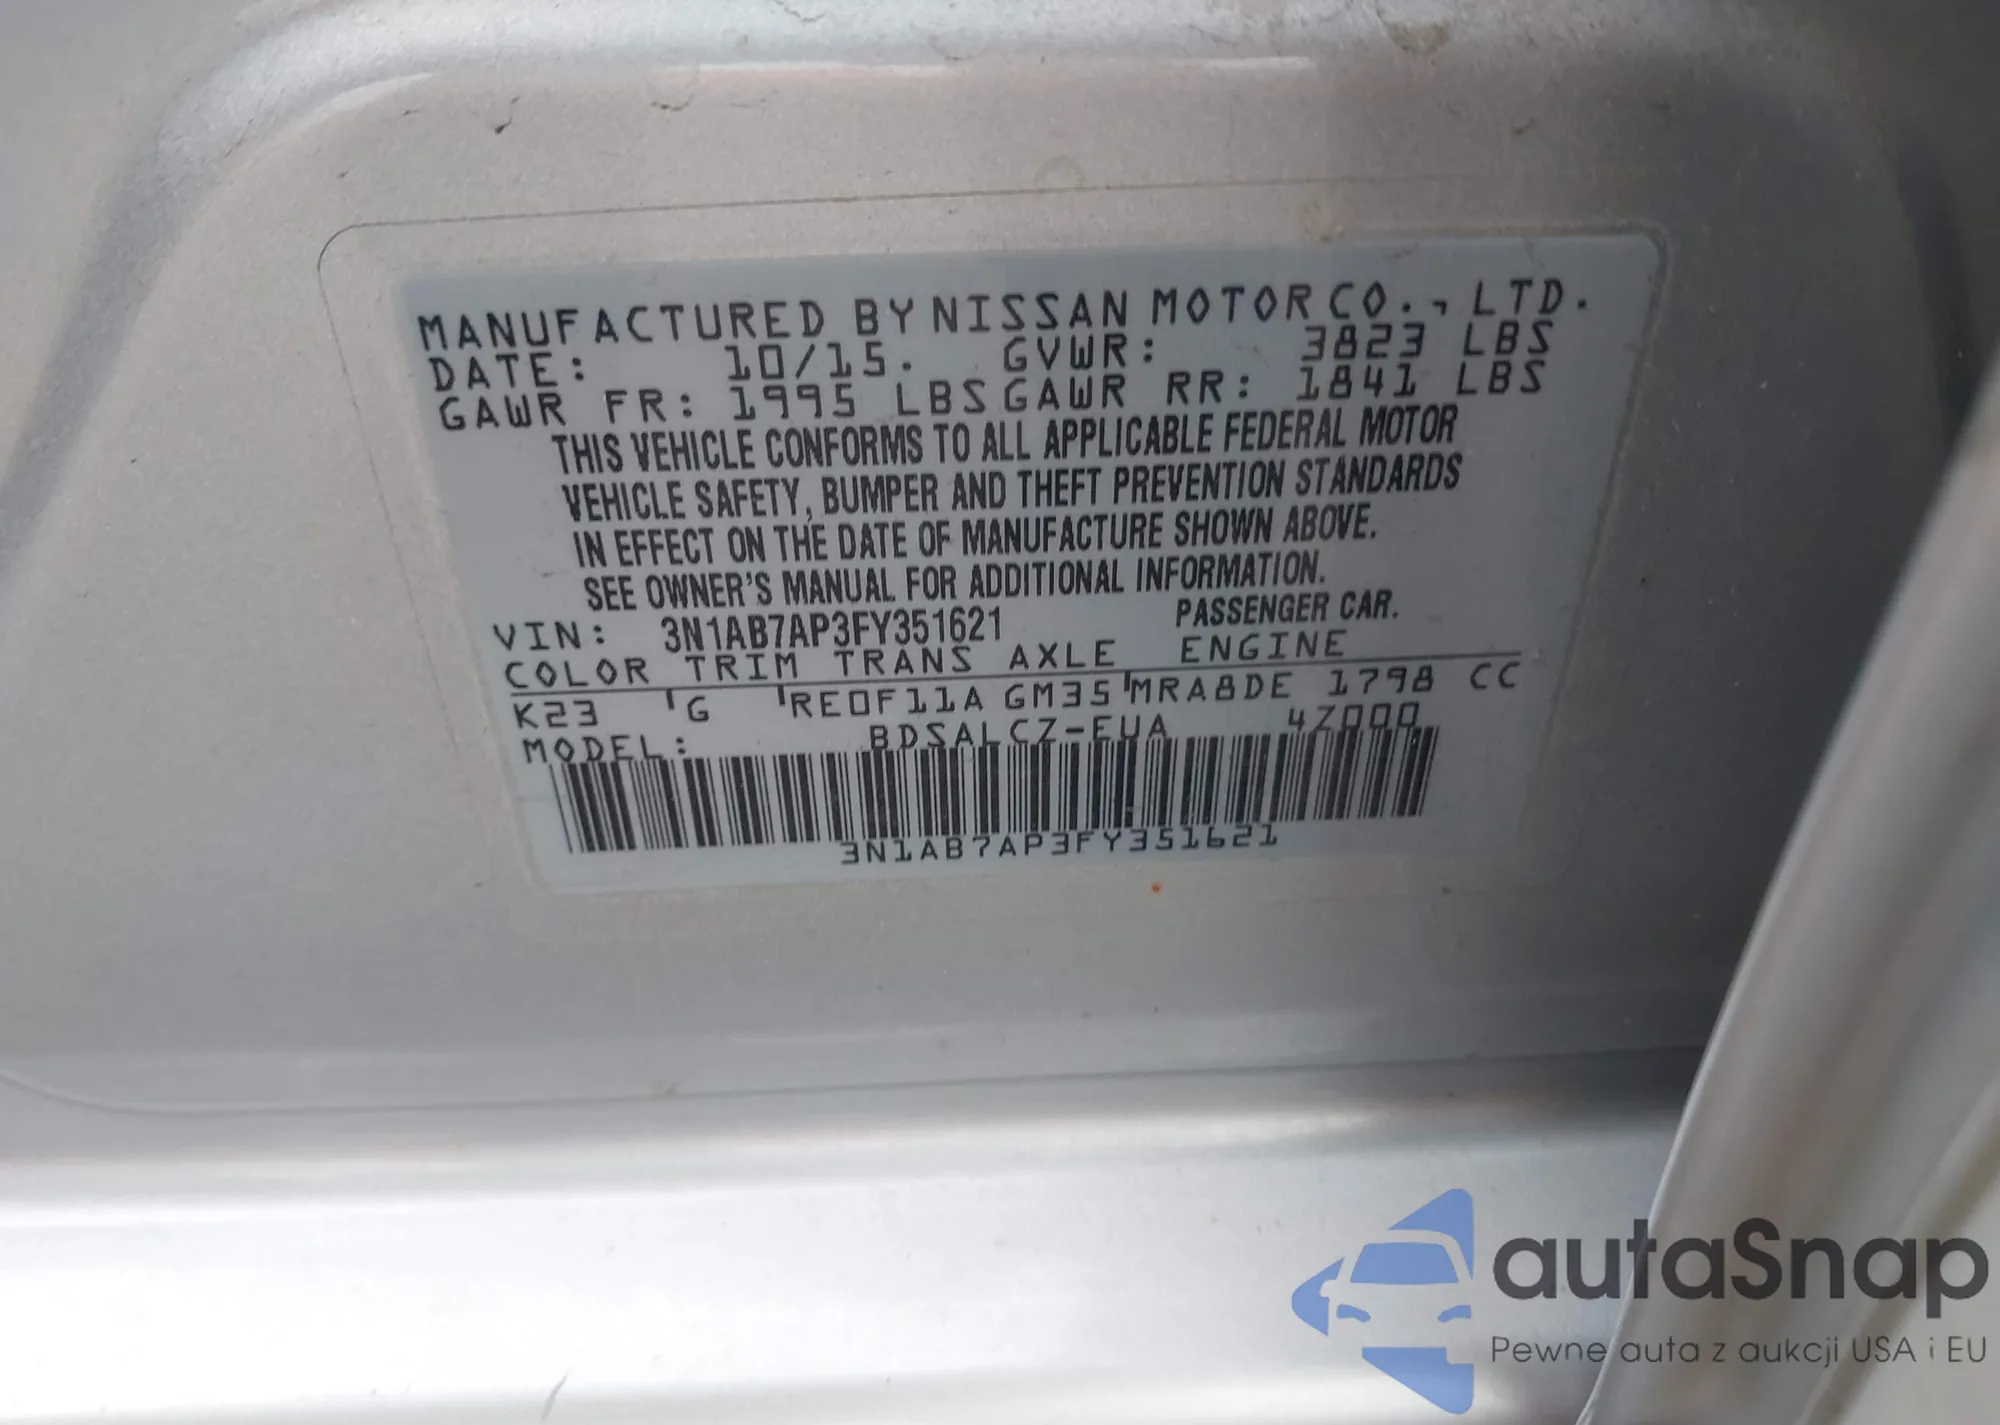 MANUFACTURED BY NISSAN MOTOR CO., LTD.
DATE: 10/15. GVWR: 3823 LBS
GAWR FR: 1995 LBS GAWR RR: 1841 LBS
THIS VEHICLE CONFORMS TO ALL APPLICABLE FEDERAL MOTOR
VEHICLE SAFETY, BUMPER AND THEFT PREVENTION STANDARDS
IN EFFECT ON THE DATE OF MANUFACTURE SHOWN ABOVE.
SEE OWNER'S MANUAL FOR ADDITIONAL INFORMATION.
VIN: 3N1AB7AP3FY351621 PASSENGER CAR.
COLOR TRIM TRANS AXLE ENGINE
K23 G RE0F11A GM35 MRA8DE 1798 CC
MODEL: BDSALCZ-EUA 4Z000
3N1AB7AP3FY351621
autaSnap
Pewne auta z aukcji USA i EU